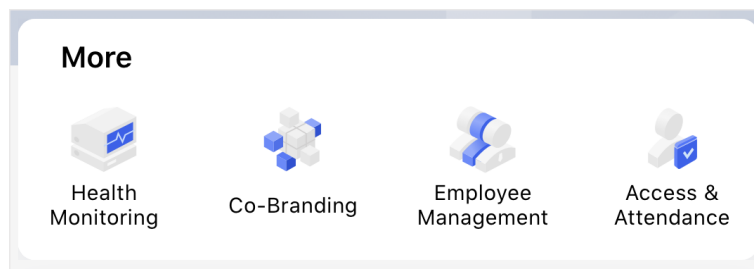 More
Health
Monitoring
Co-Branding
Employee
Management
Access &
Attendance